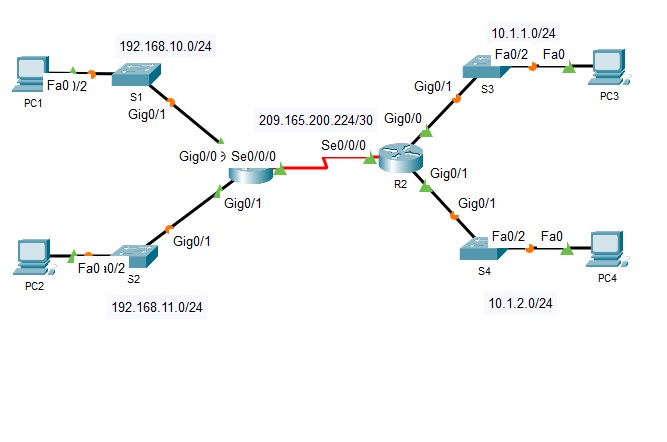 192.168.10.0/24
10.1.1.0/24
Fa0/2 Fa0
Fa0 )/2
PC1
S1
Gig0/1
Gig0/1
S3
PC3
209.165.200.224/30
Gig0/0
Gig0/0 Se0/0/0
Se0/0/0
R2
Gig0/1
Gig0/1
Gig0/1
Gig0/1
Fa0/2 Fa0
Fa0 0/2
PC2
S2
S4
PC4
192.168.11.0/24
10.1.2.0/24